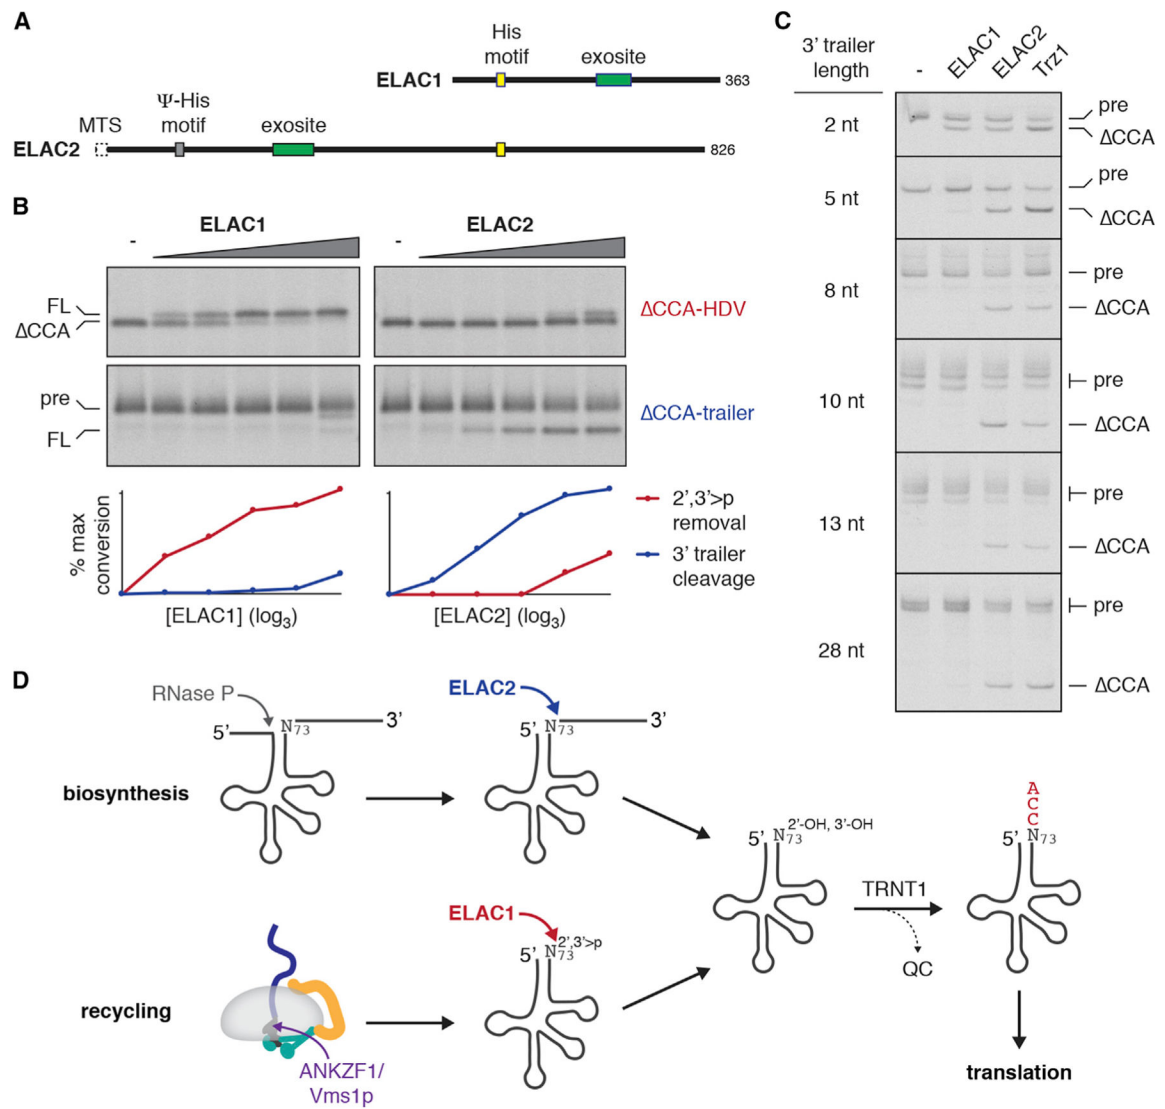 A
His
motif
exosite
ELAC1
363
Ψ-His
motif
MTS
exosite
ELAC2
826
B
-
ELAC1
-
ELAC2
FL
ΔCCA
ΔCCA-HDV
pre
FL
ΔCCA-trailer
1
% max
conversion
[ELAC1] (log3)
1
[ELAC2] (log3)
2’,3’>p
removal
3’ trailer
cleavage
C
3’ trailer
length
-
ELAC1
ELAC2
Trz1
2 nt
pre
ΔCCA
5 nt
pre
ΔCCA
8 nt
pre
ΔCCA
10 nt
pre
ΔCCA
13 nt
pre
ΔCCA
28 nt
pre
ΔCCA
D
RNase P
5’
N73
3’
biosynthesis
ELAC2
5’
N73
3’
recycling
ANKZF1/
Vms1p
ELAC1
5’
N73
2’,3’>p
5’
N73
2’-OH, 3’-OH
TRNT1
QC
A
C
C
5’
N73
translation